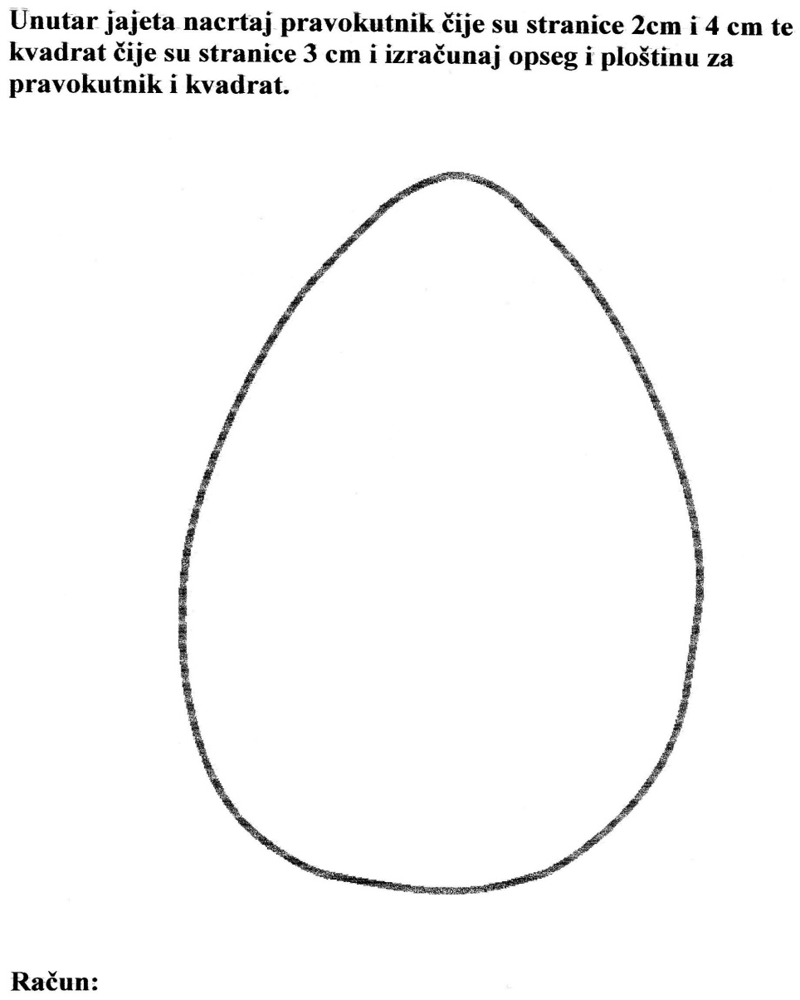 Unutar jajeta nacrtaj pravokutnik čije su stranice 2cm i 4 cm te
kvadrat čije su stranice 3 cm i izračunaj opseg i ploštinu za
pravokutnik i kvadrat.
Račun: